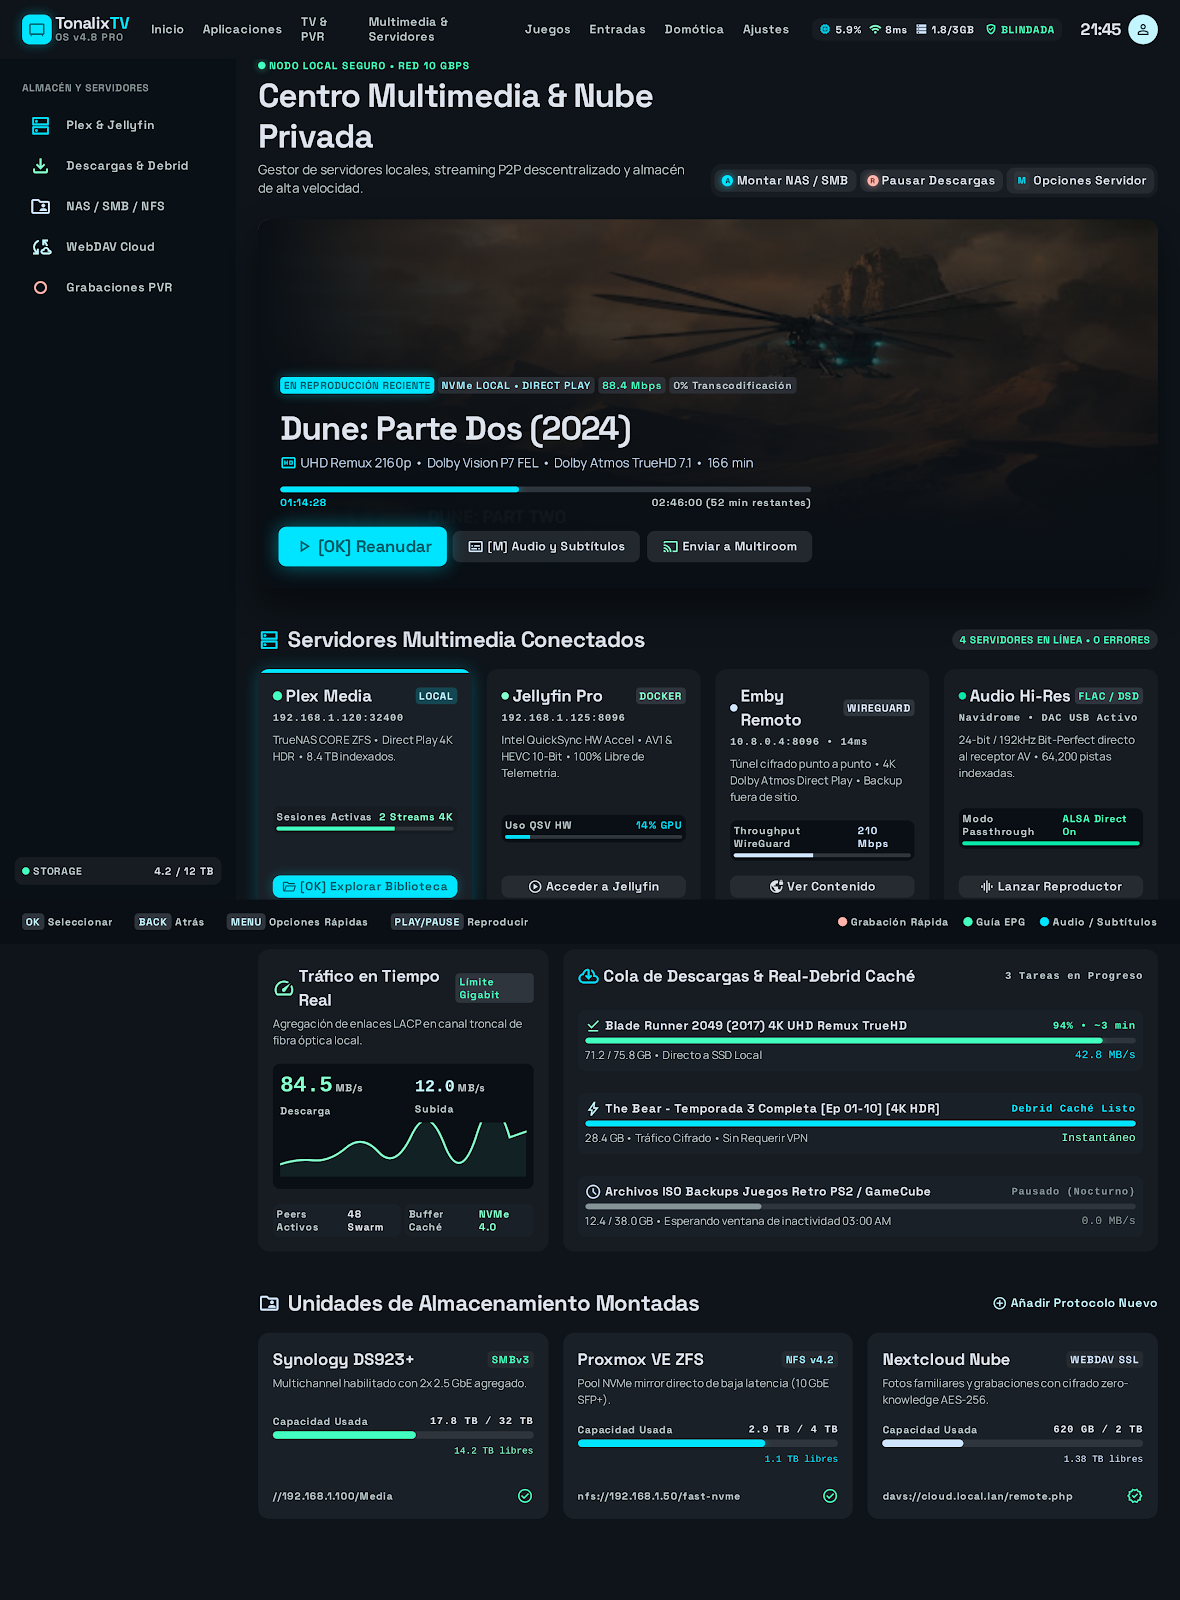 TonalixTV
OS v4.8 PRO
Inicio
Aplicaciones
TV &
PVR
Multimedia &
Servidores
Juegos
Entradas
Domótica
Ajustes
5.9%
8ms
1.8/3GB
BLINDADA
21:45
ALMACÉN Y SERVIDORES
Plex & Jellyfin
Descargas & Debrid
NAS / SMB / NFS
WebDAV Cloud
Grabaciones PVR
STORAGE 4.2 / 12 TB
NODO LOCAL SEGURO • RED 10 GBPS
Centro Multimedia & Nube
Privada
Gestor de servidores locales, streaming P2P descentralizado y almacén
de alta velocidad.
A Montar NAS / SMB
R Pausar Descargas
M Opciones Servidor
EN REPRODUCCIÓN RECIENTE
NVMe LOCAL • DIRECT PLAY
88.4 Mbps
0% Transcodificación
Dune: Parte Dos (2024)
HD UHD Remux 2160p • Dolby Vision P7 FEL • Dolby Atmos TrueHD 7.1 • 166 min
01:14:28
02:46:00 (52 min restantes)
DUNE: PART TWO
[OK] Reanudar
[M] Audio y Subtítulos
Enviar a Multiroom
Servidores Multimedia Conectados
4 SERVIDORES EN LÍNEA • 0 ERRORES
Plex Media
LOCAL
192.168.1.120:32400
TrueNAS CORE ZFS • Direct Play 4K
HDR • 8.4 TB indexados.
Sesiones Activas 2 Streams 4K
[OK] Explorar Biblioteca
Jellyfin Pro
DOCKER
192.168.1.125:8096
Intel QuickSync HW Accel • AV1 &
HEVC 10-Bit • 100% Libre de
Telemetría.
Uso QSV HW 14% GPU
Acceder a Jellyfin
Emby
Remoto
WIREGUARD
10.8.0.4:8096 • 14ms
Túnel cifrado punto a punto • 4K
Dolby Atmos Direct Play • Backup
fuera de sitio.
Throughput
WireGuard
210
Mbps
Ver Contenido
Audio Hi-Res
FLAC / DSD
Navidrome • DAC USB Activo
24-bit / 192kHz Bit-Perfect directo
al receptor AV • 64,200 pistas
indexadas.
Modo
Passthrough
ALSA Direct
On
Lanzar Reproductor
OK Seleccionar
BACK Atrás
MENU Opciones Rápidas
PLAY/PAUSE Reproducir
Grabación Rápida
Guía EPG
Audio / Subtítulos
Tráfico en Tiempo
Real
Límite
Gigabit
Agregación de enlaces LACP en canal troncal de
fibra óptica local.
84.5 MB/s
Descarga
12.0 MB/s
Subida
Peers
Activos
48
Swarm
Buffer
Caché
NVMe
4.0
Cola de Descargas & Real-Debrid Caché
3 Tareas en Progreso
Blade Runner 2049 (2017) 4K UHD Remux TrueHD
94% • ~3 min
71.2 / 75.8 GB • Directo a SSD Local
42.8 MB/s
The Bear - Temporada 3 Completa [Ep 01-10] [4K HDR]
Debrid Caché Listo
28.4 GB • Tráfico Cifrado • Sin Requerir VPN
Instantáneo
Archivos ISO Backups Juegos Retro PS2 / GameCube
Pausado (Nocturno)
12.4 / 38.0 GB • Esperando ventana de inactividad 03:00 AM
0.0 MB/s
Unidades de Almacenamiento Montadas
Añadir Protocolo Nuevo
Synology DS923+
SMBv3
Multichannel habilitado con 2x 2.5 GbE agregado.
Capacidad Usada 17.8 TB / 32 TB
14.2 TB libres
//192.168.1.100/Media
Proxmox VE ZFS
NFS v4.2
Pool NVMe mirror directo de baja latencia (10 GbE
SFP+).
Capacidad Usada 2.9 TB / 4 TB
1.1 TB libres
nfs://192.168.1.50/fast-nvme
Nextcloud Nube
WEBDAV SSL
Fotos familiares y grabaciones con cifrado zero-
knowledge AES-256.
Capacidad Usada 620 GB / 2 TB
1.38 TB libres
davs://cloud.local.lan/remote.php